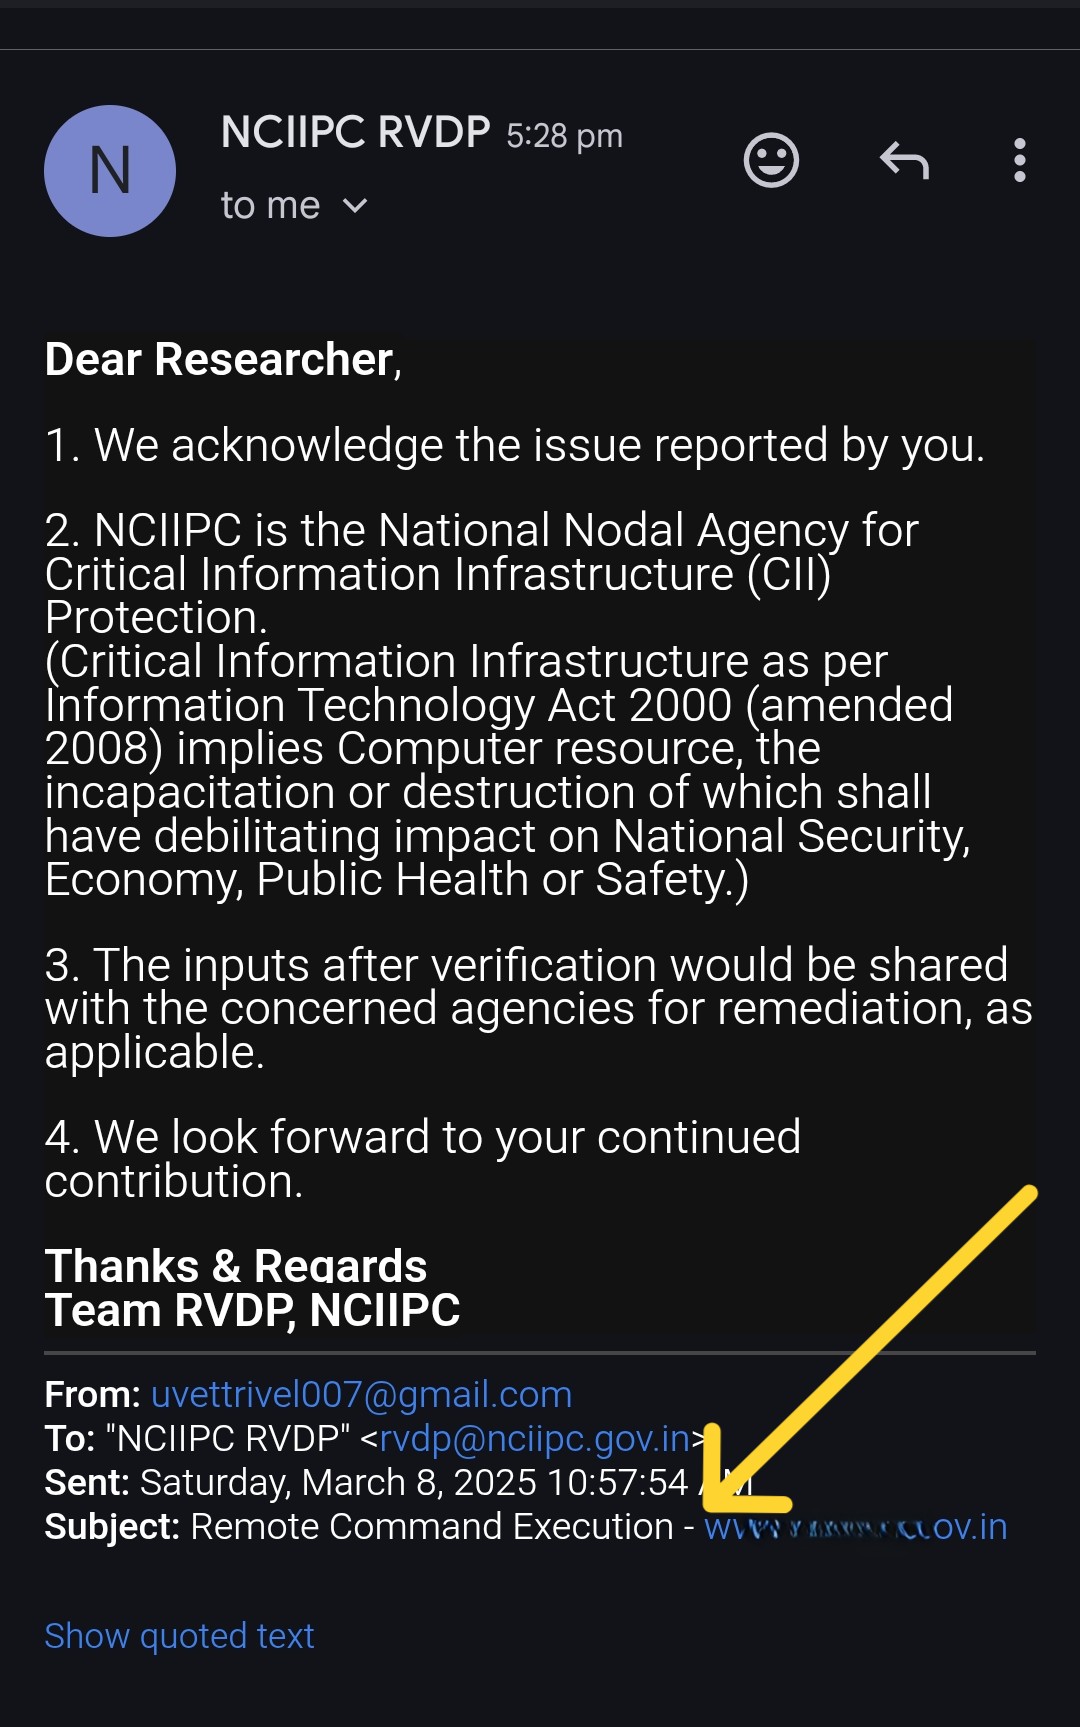 N
NCIIPC RVDP 5:28 pm
to me
Dear Researcher,
1. We acknowledge the issue reported by you.
2. NCIIPC is the National Nodal Agency for
Critical Information Infrastructure (CII)
Protection.
(Critical Information Infrastructure as per
Information Technology Act 2000 (amended
2008) implies Computer resource, the
incapacitation or destruction of which shall
have debilitating impact on National Security,
Economy, Public Health or Safety.)
3. The inputs after verification would be shared
with the concerned agencies for remediation, as
applicable.
4. We look forward to your continued
contribution.
Thanks & Regards
Team RVDP, NCIIPC
From: uvettrivel007@gmail.com
To: "NCIIPC RVDP" <rvdp@nciipc.gov.in>
Sent: Saturday, March 8, 2025 10:57:54 AM
Subject: Remote Command Execution - ov.in
Show quoted text